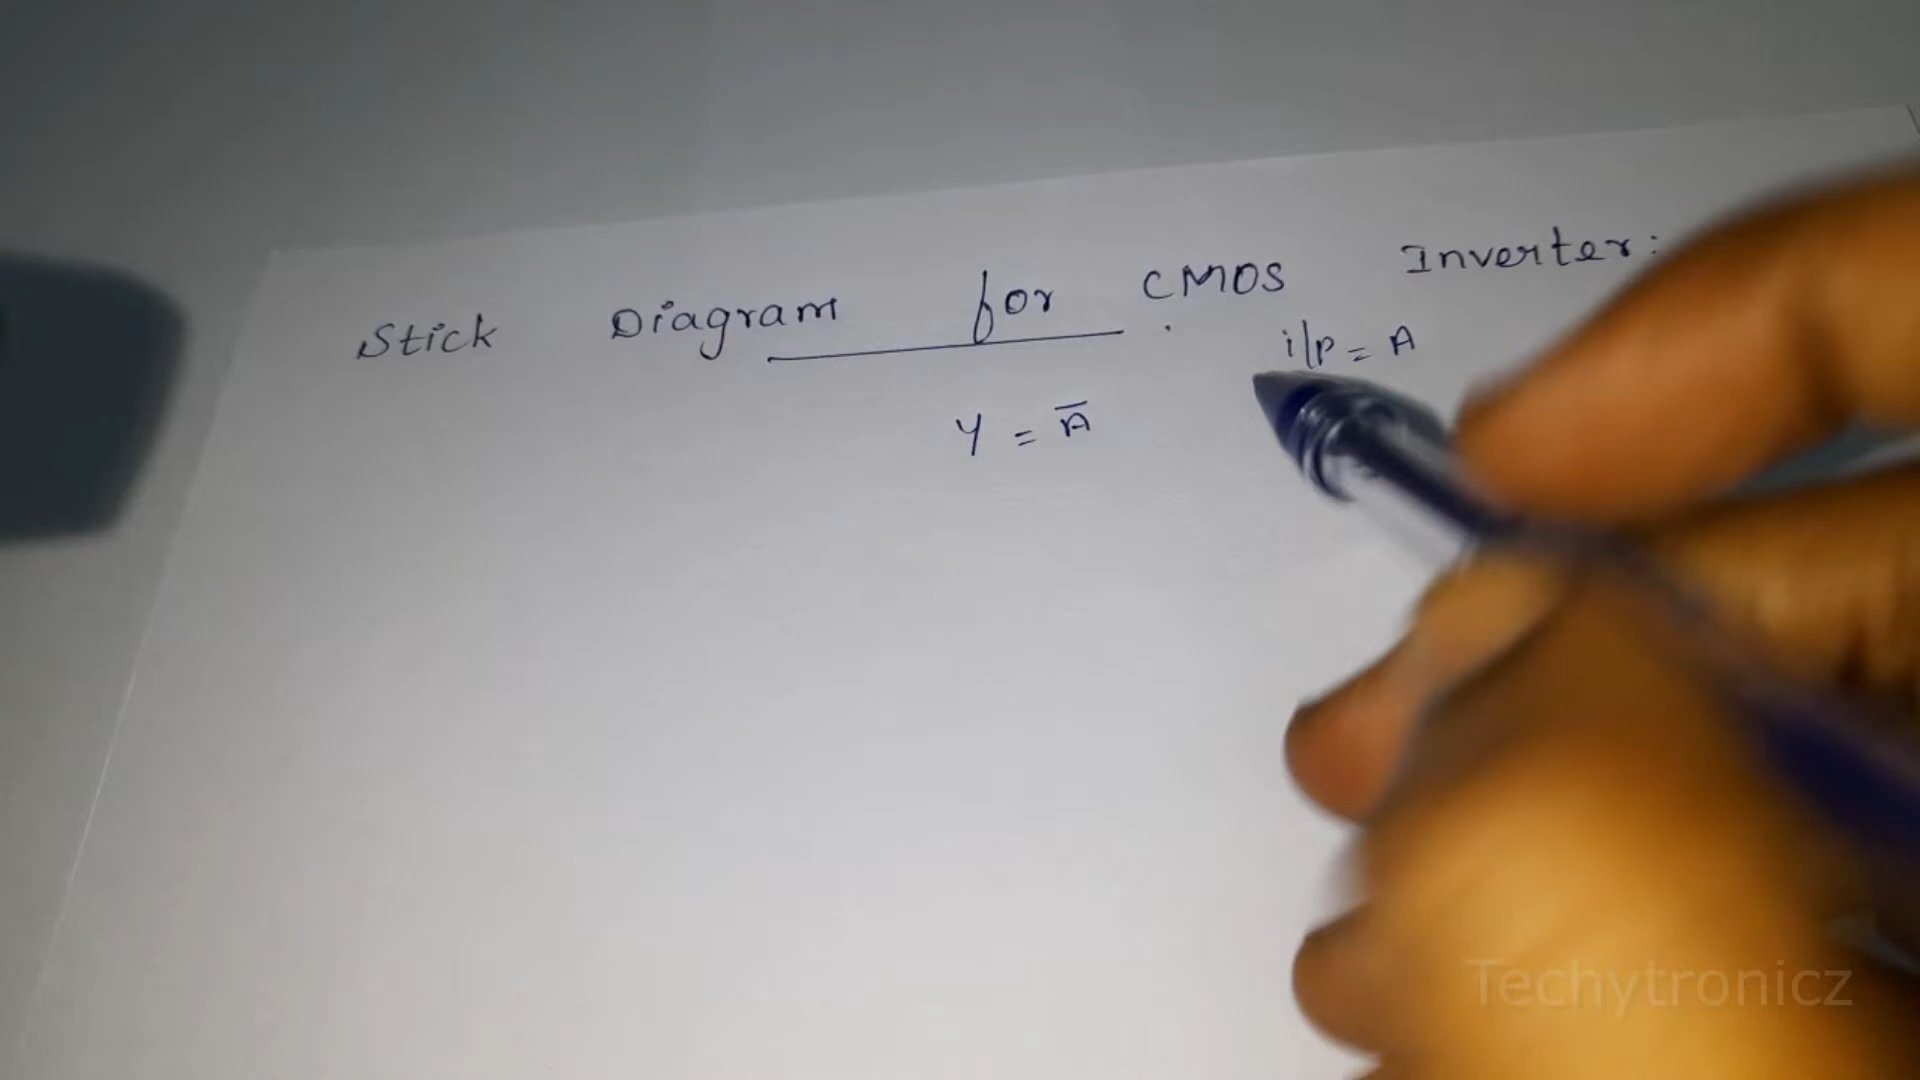 Stick Diagram for CMOS Inverter:
i/p = A
Y = A̅
Techytronicz